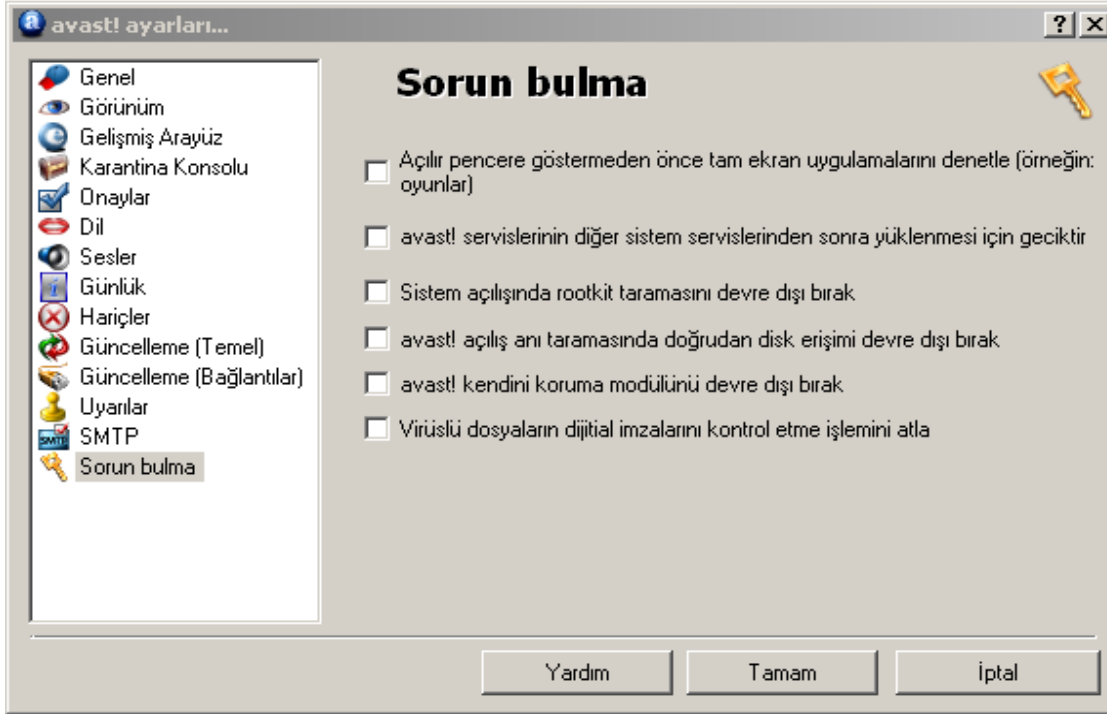 avast! ayarları...
Genel
Görünüm
Gelişmiş Arayüz
Karantina Konsolu
Onaylar
Dil
Sesler
Günlük
Hariçler
Güncelleme (Temel)
Güncelleme (Bağlantılar)
Uyarılar
SMTP
Sorun bulma
Sorun bulma
Açılır pencere göstermeden önce tam ekran uygulamalarını denetle (örneğin:
oyunlar)
avast! servislerinin diğer sistem servislerinden sonra yüklenmesi için geciktir
Sistem açılışında rootkit taramasını devre dışı bırak
avast! açılış anı taramasında doğrudan disk erişimi devre dışı bırak
avast! kendini koruma modülünü devre dışı bırak
Virüslü dosyaların dijitial imzalarını kontrol etme işlemini atla
Yardım
Tamam
İptal